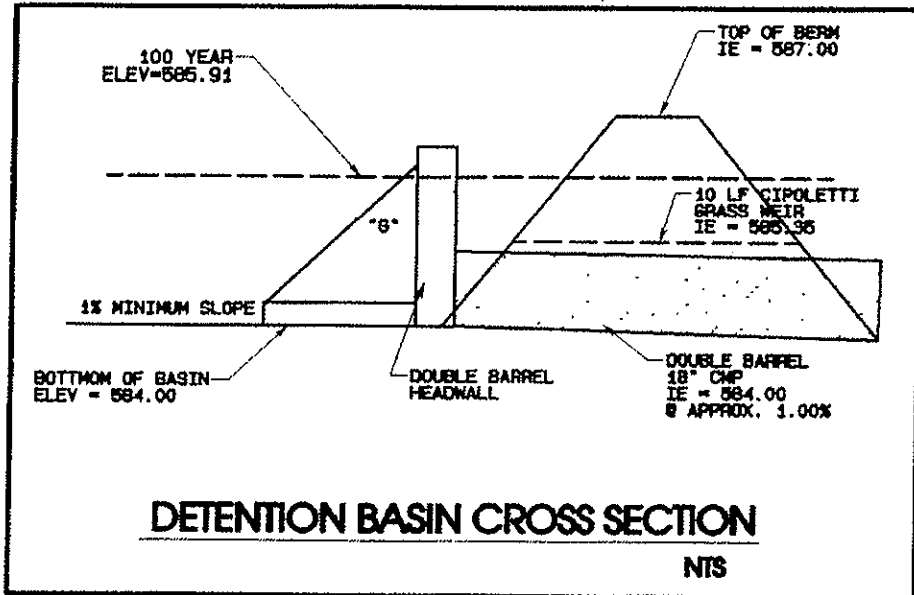 100 YEAR
ELEV=585.91
TOP OF BERM
IE = 587.00
10 LF CIPOLETTI
GRASS WEIR
IE = 585.35
"G"
1% MINIMUM SLOPE
BOTTMOM OF BASIN
ELEV = 584.00
DOUBLE BARREL
HEADWALL
DOUBLE BARREL
18" CMP
IE = 584.00
@ APPROX. 1.00%
DETENTION BASIN CROSS SECTION
NTS